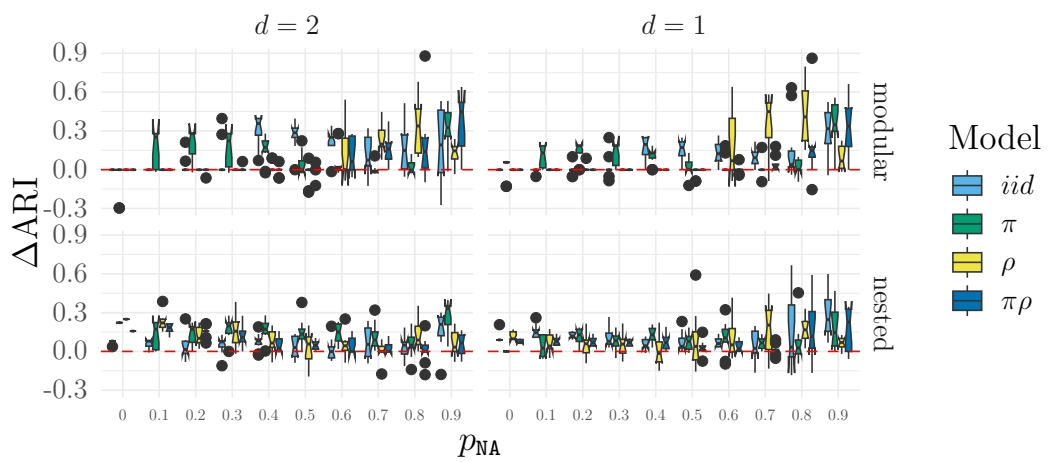 d = 2
d = 1
0.9
0.6
0.3
0.0
-0.3
modular
0.9
0.6
0.3
0.0
-0.3
nested
ΔARI
0 0.1 0.2 0.3 0.4 0.5 0.6 0.7 0.8 0.9
0 0.1 0.2 0.3 0.4 0.5 0.6 0.7 0.8 0.9
p_NA
Model
iid
π
ρ
πρ